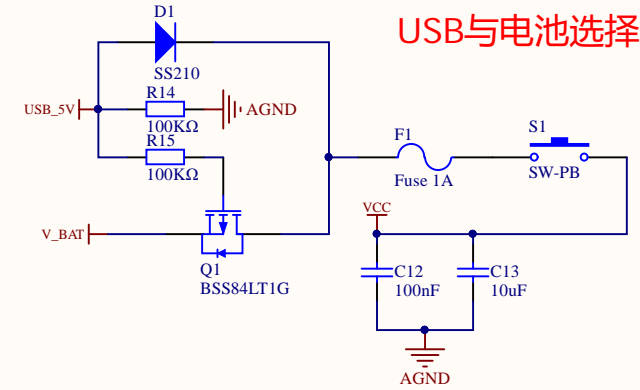 USB与电池选择
D1
SS210
R14
100KΩ
USB_5V
AGND
R15
100KΩ
F1
Fuse 1A
S1
SW-PB
V_BAT
Q1
BSS84LT1G
VCC
C12
100nF
C13
10uF
AGND